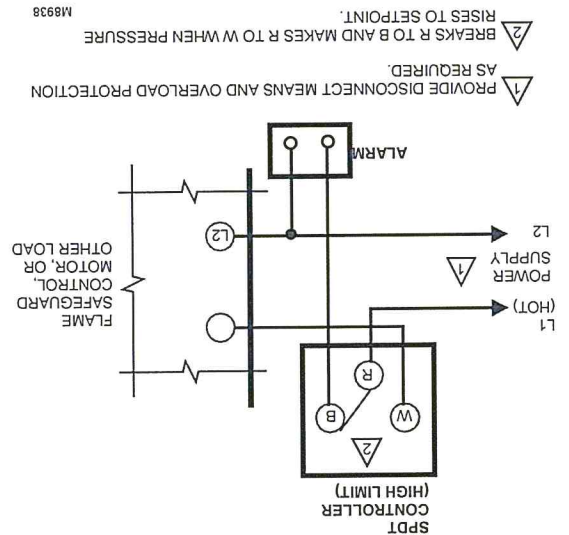 SPDT
CONTROLLER
(HIGH LIMIT)
2
W
B
R
L1
(HOT)
POWER
SUPPLY
1
L2
FLAME
SAFEGUARD
CONTROL,
MOTOR, OR
OTHER LOAD
L2
ALARM
1 PROVIDE DISCONNECT MEANS AND OVERLOAD PROTECTION
AS REQUIRED.
2 BREAKS R TO B AND MAKES R TO W WHEN PRESSURE
RISES TO SETPOINT.
M8938